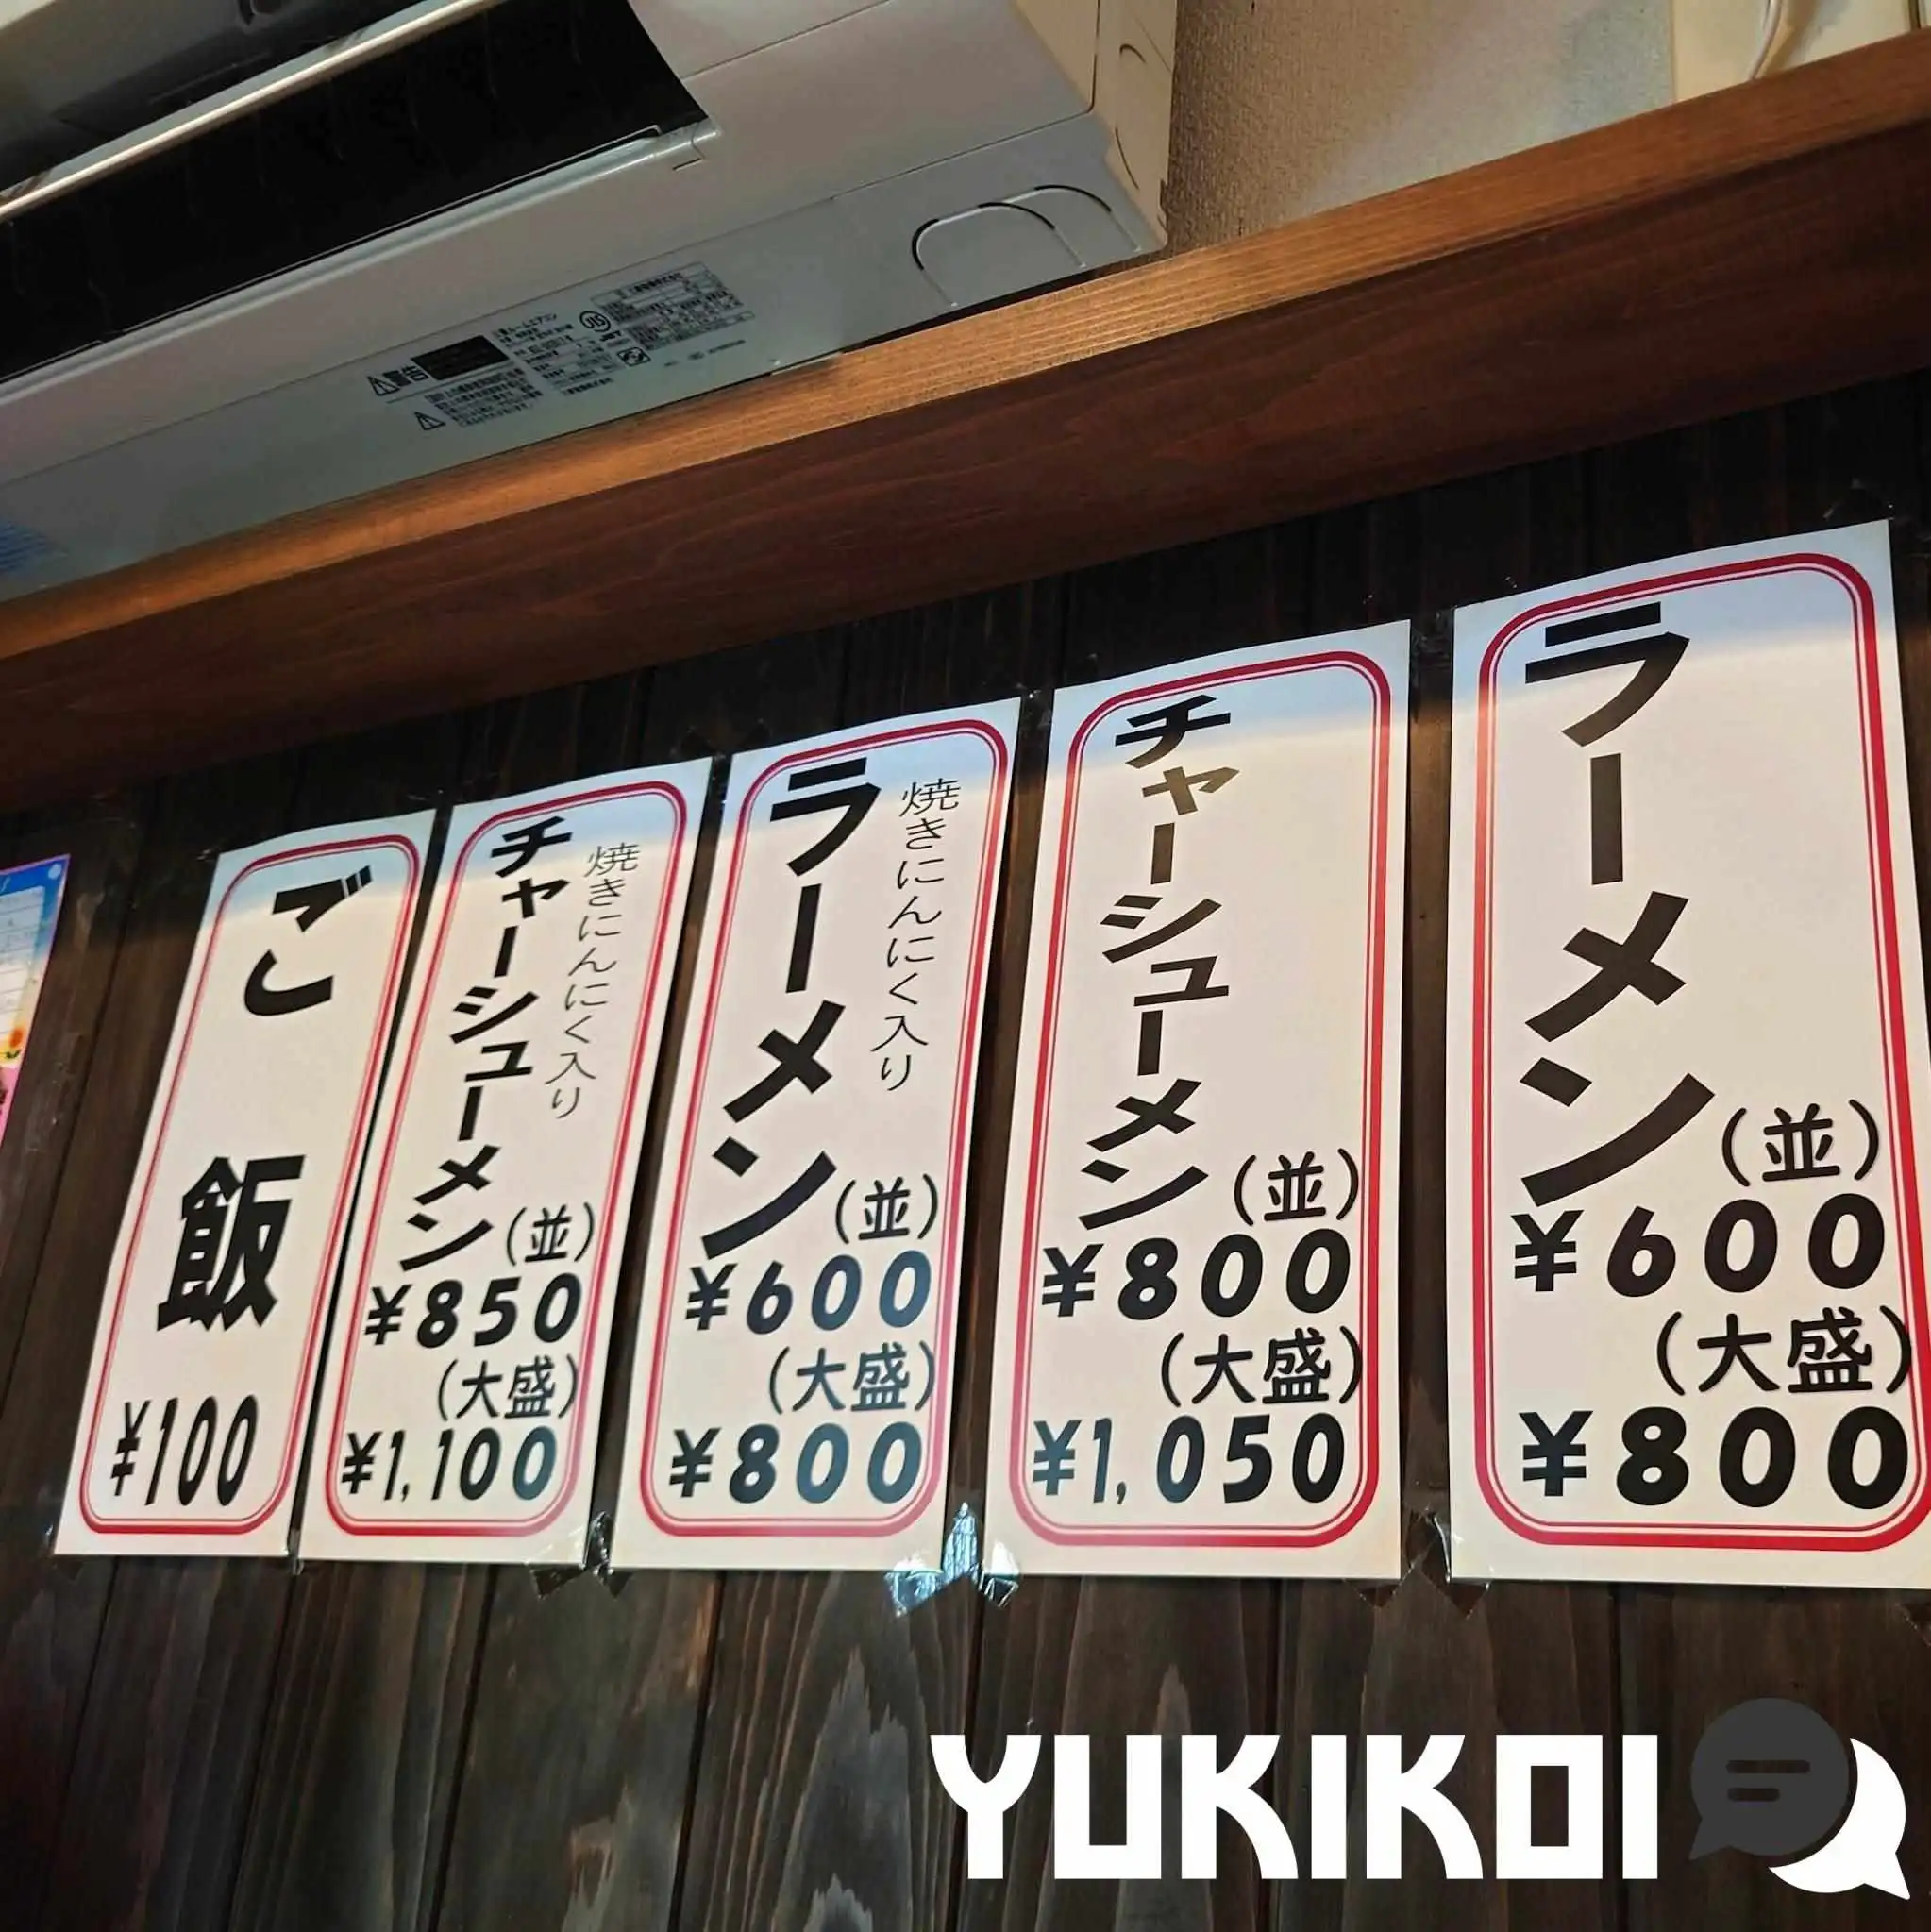 警告
ラーメン
(並)
¥600
(大盛)
¥800
チャーシューメン
(並)
¥800
(大盛)
¥1,050
焼きにんにく入り
ラーメン
(並)
¥600
(大盛)
¥800
焼きにんにく入り
チャーシューメン
(並)
¥850
(大盛)
¥1,100
ご飯
¥100
YUKIKOI